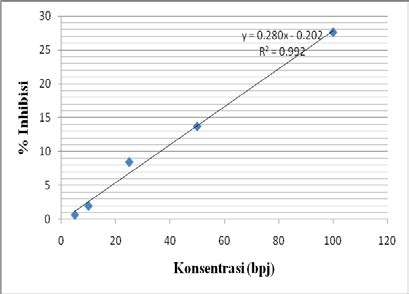 30
25
20
15
10
5
0
% Inhibisi
y = 0.280x - 0.202
R² = 0.992
0 20 40 60 80 100 120
Konsentrasi (bpj)